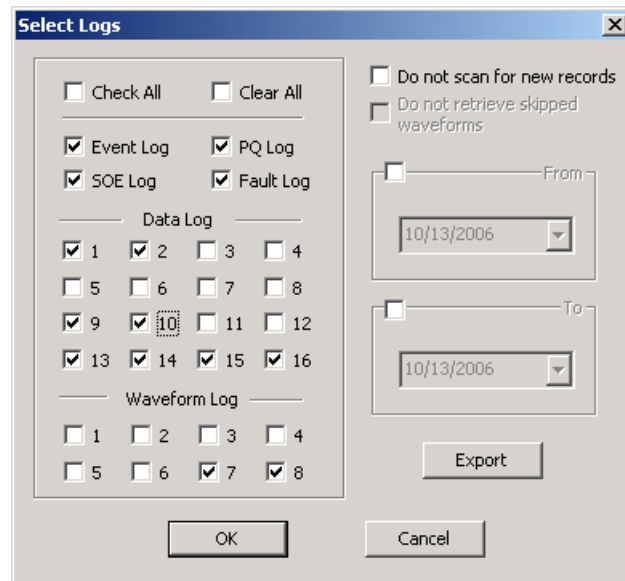 Select Logs
Check All Clear All
Event Log PQ Log
SOE Log Fault Log
Data Log
1 2 3 4
5 6 7 8
9 10 11 12
13 14 15 16
Waveform Log
1 2 3 4
5 6 7 8
Do not scan for new records
Do not retrieve skipped
waveforms
From
10/13/2006
To
10/13/2006
Export
OK Cancel